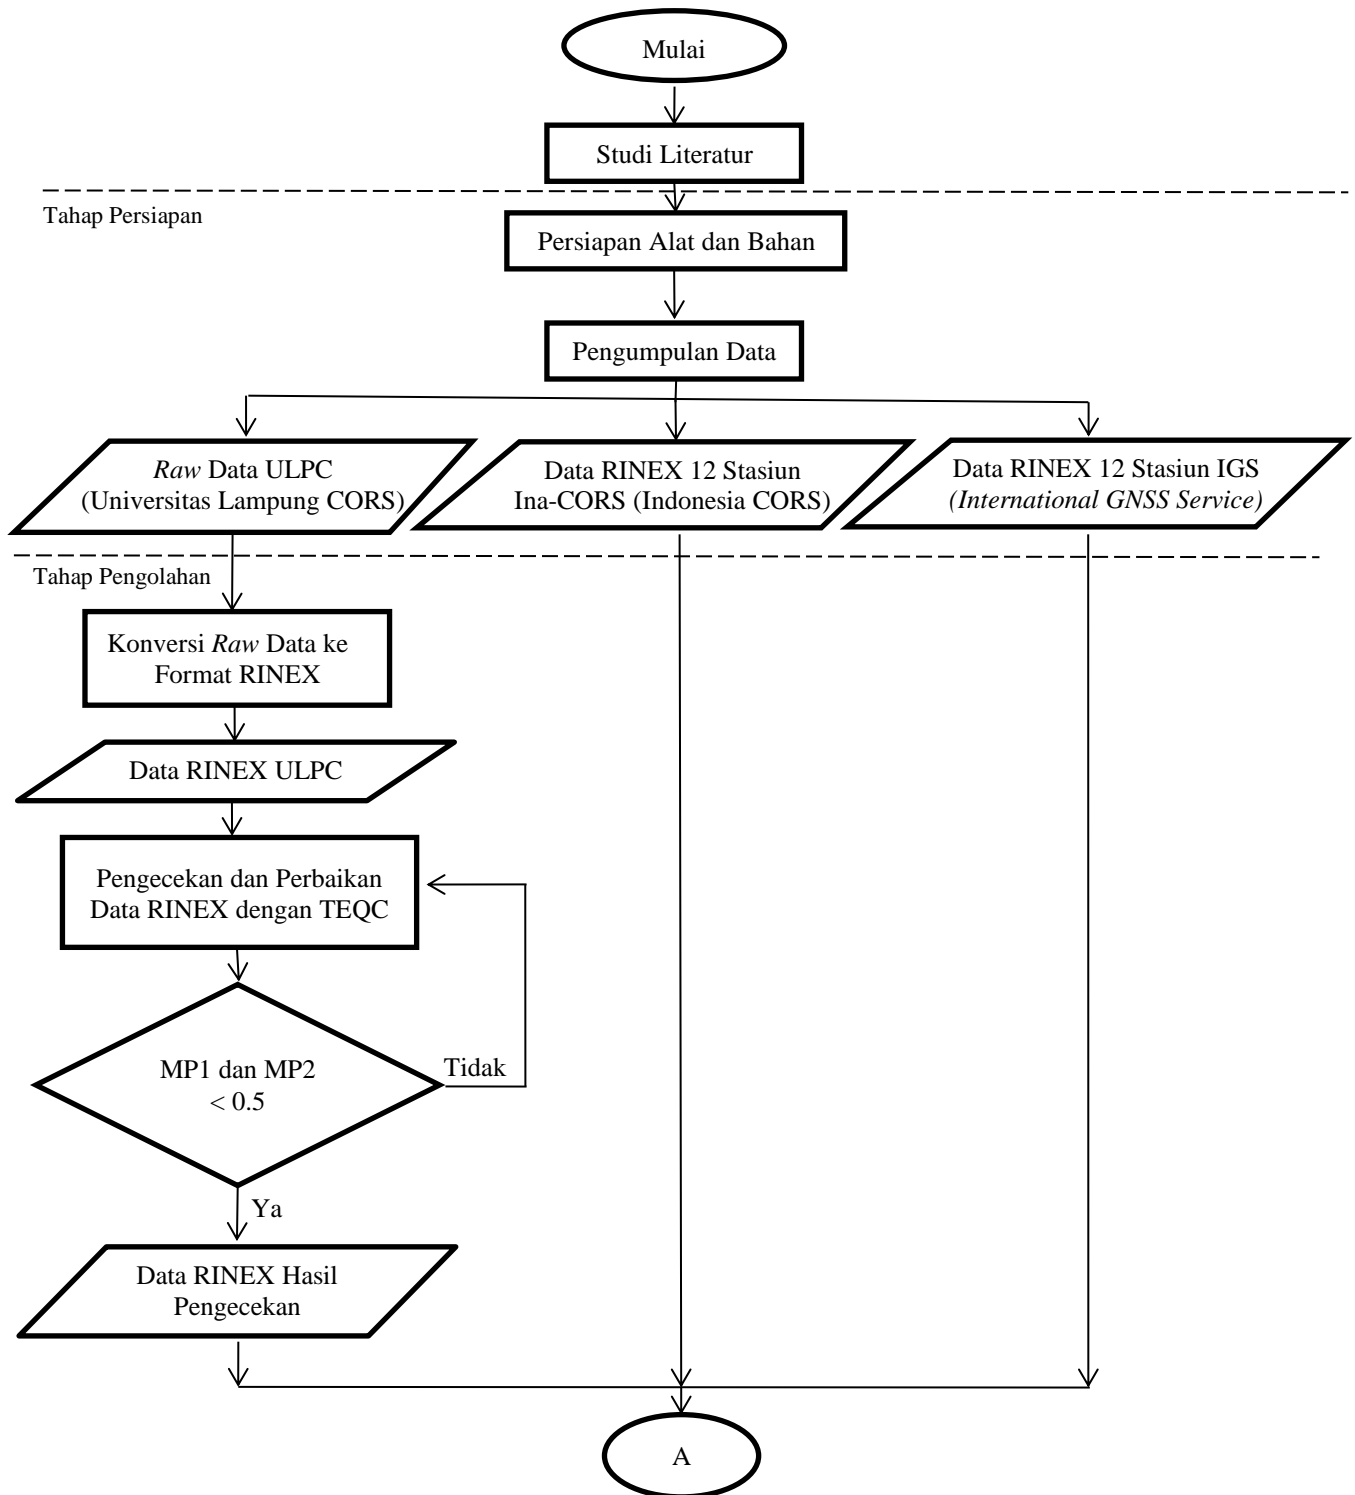 Mulai
Studi Literatur
Tahap Persiapan
Persiapan Alat dan Bahan
Pengumpulan Data
Raw Data ULPC
(Universitas Lampung CORS)
Data RINEX 12 Stasiun
Ina-CORS (Indonesia CORS)
Data RINEX 12 Stasiun IGS
(International GNSS Service)
Tahap Pengolahan
Konversi Raw Data ke
Format RINEX
Data RINEX ULPC
Pengecekan dan Perbaikan
Data RINEX dengan TEQC
MP1 dan MP2
< 0.5
Tidak
Ya
Data RINEX Hasil
Pengecekan
A